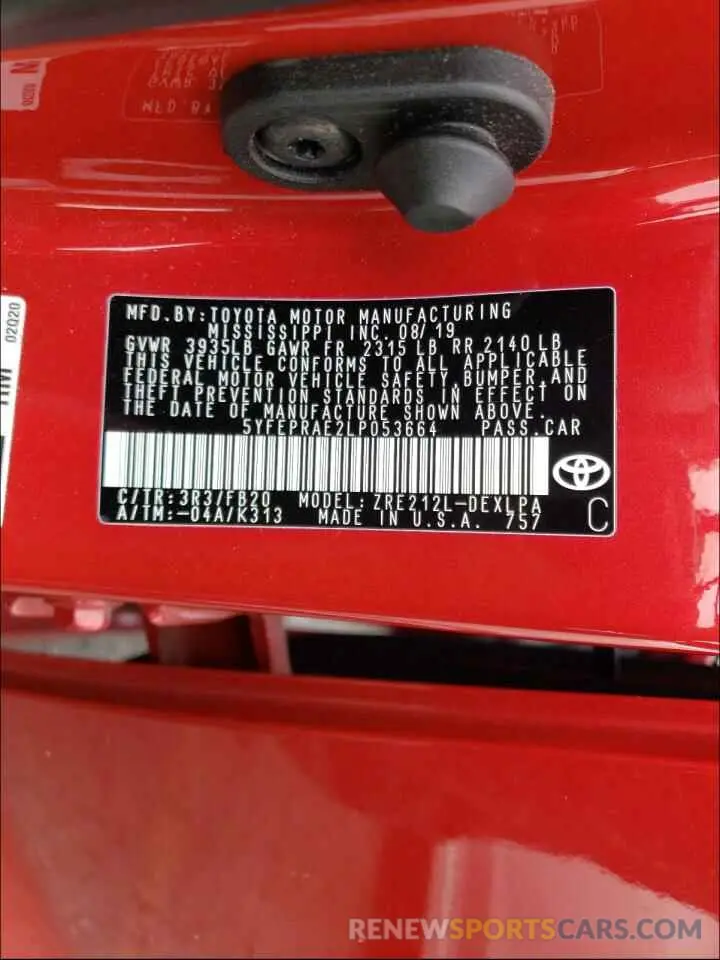 02Q20
MFD.BY:TOYOTA MOTOR MANUFACTURING
MISSISSIPPI INC.08/19
GVWR 3935LB GAWR FR 2315 LB RR 2140 LB
THIS VEHICLE CONFORMS TO ALL APPLICABLE
FEDERAL MOTOR VEHICLE SAFETY,BUMPER,AND
THEFT PREVENTION STANDARDS IN EFFECT ON
THE DATE OF MANUFACTURE SHOWN ABOVE.
5YFEPRAE2LP053664 PASS.CAR
C/TR:3R3/FB20 MODEL:ZRE212L-DEXLPA
A/TM:-04A/K313 MADE IN U.S.A. 757 C
RENEWSPORTSCARS.COM